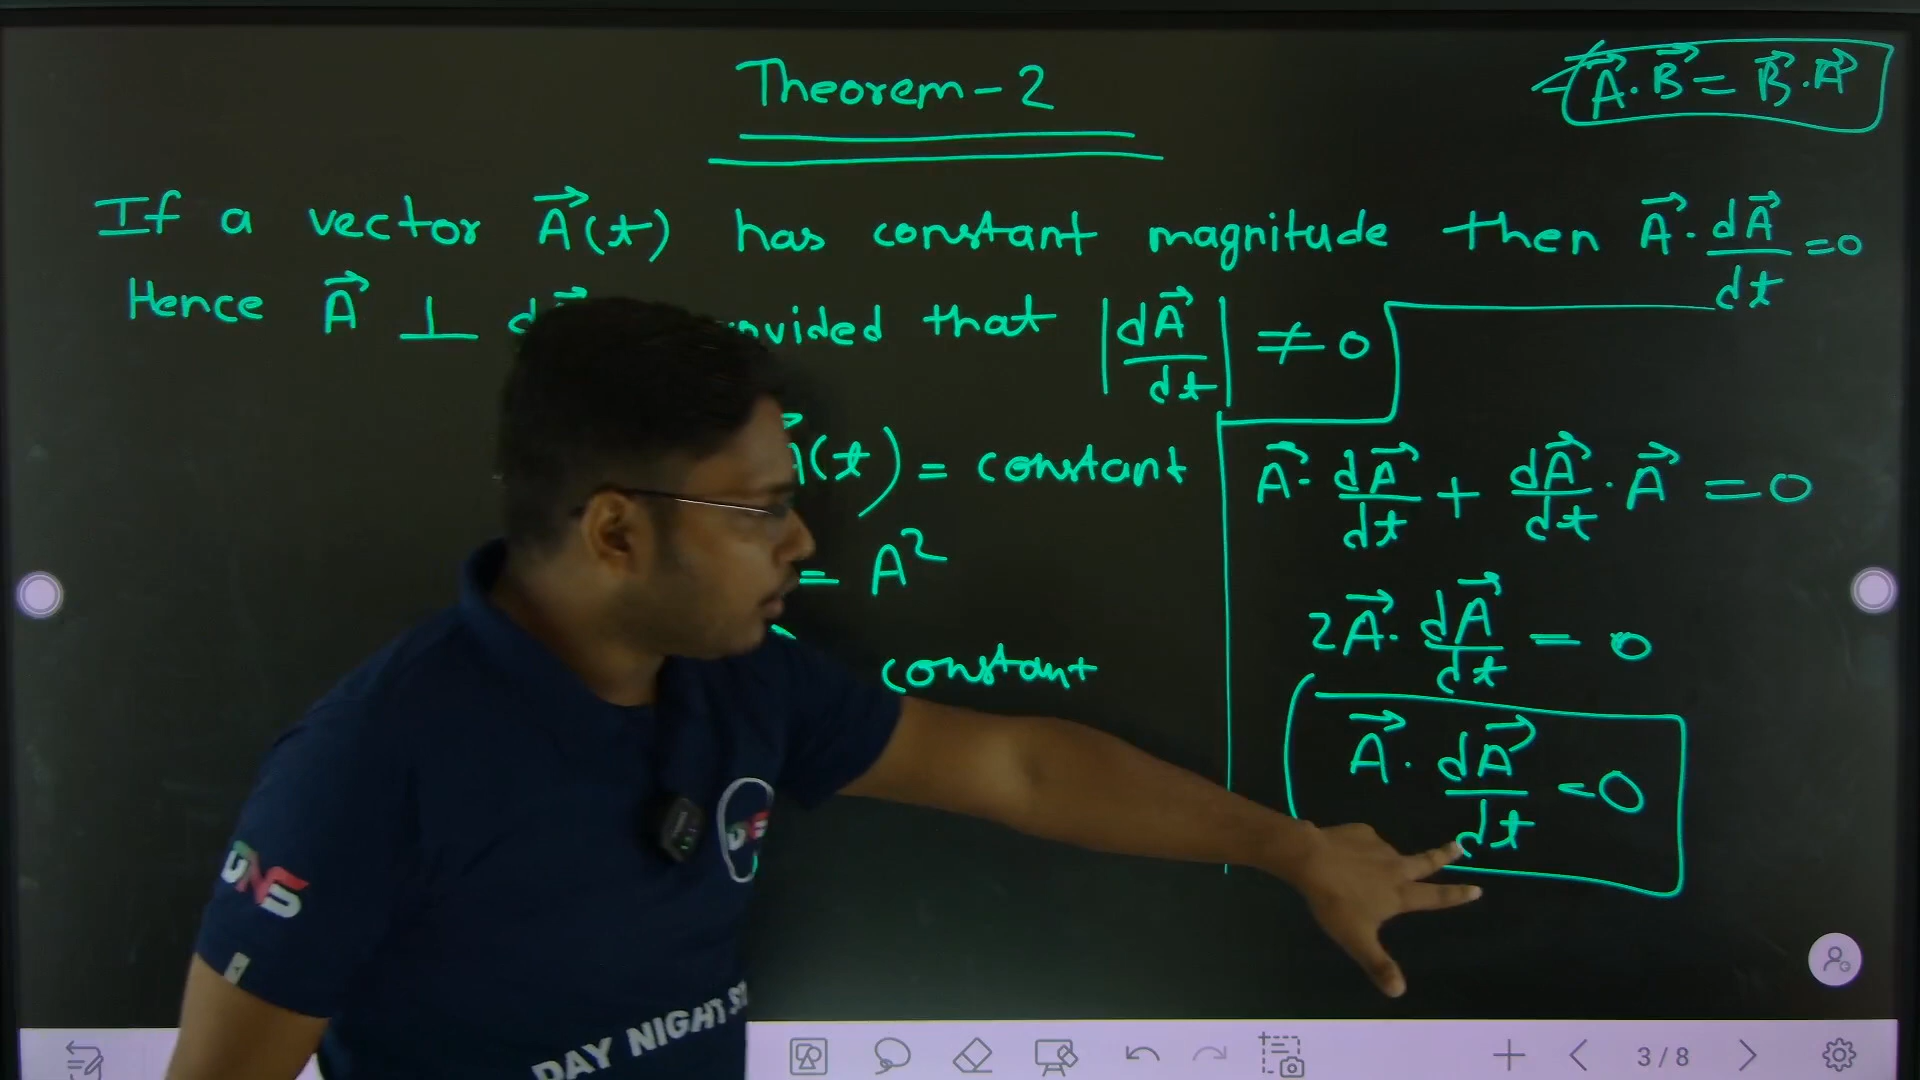 Theorem-2
A⃗·B⃗ = B⃗·A⃗
If a vector A⃗(t) has constant magnitude then A⃗·dA⃗/dt=0
Hence A⃗ ⊥ that |dA⃗/dt| ≠ 0
(t) = constant
= A²
constant
A⃗·dA⃗/dt + dA⃗/dt·A⃗ = 0
2A⃗·dA⃗/dt = 0
A⃗·dA⃗/dt = 0
DNS
DAY NIGHT
3/8